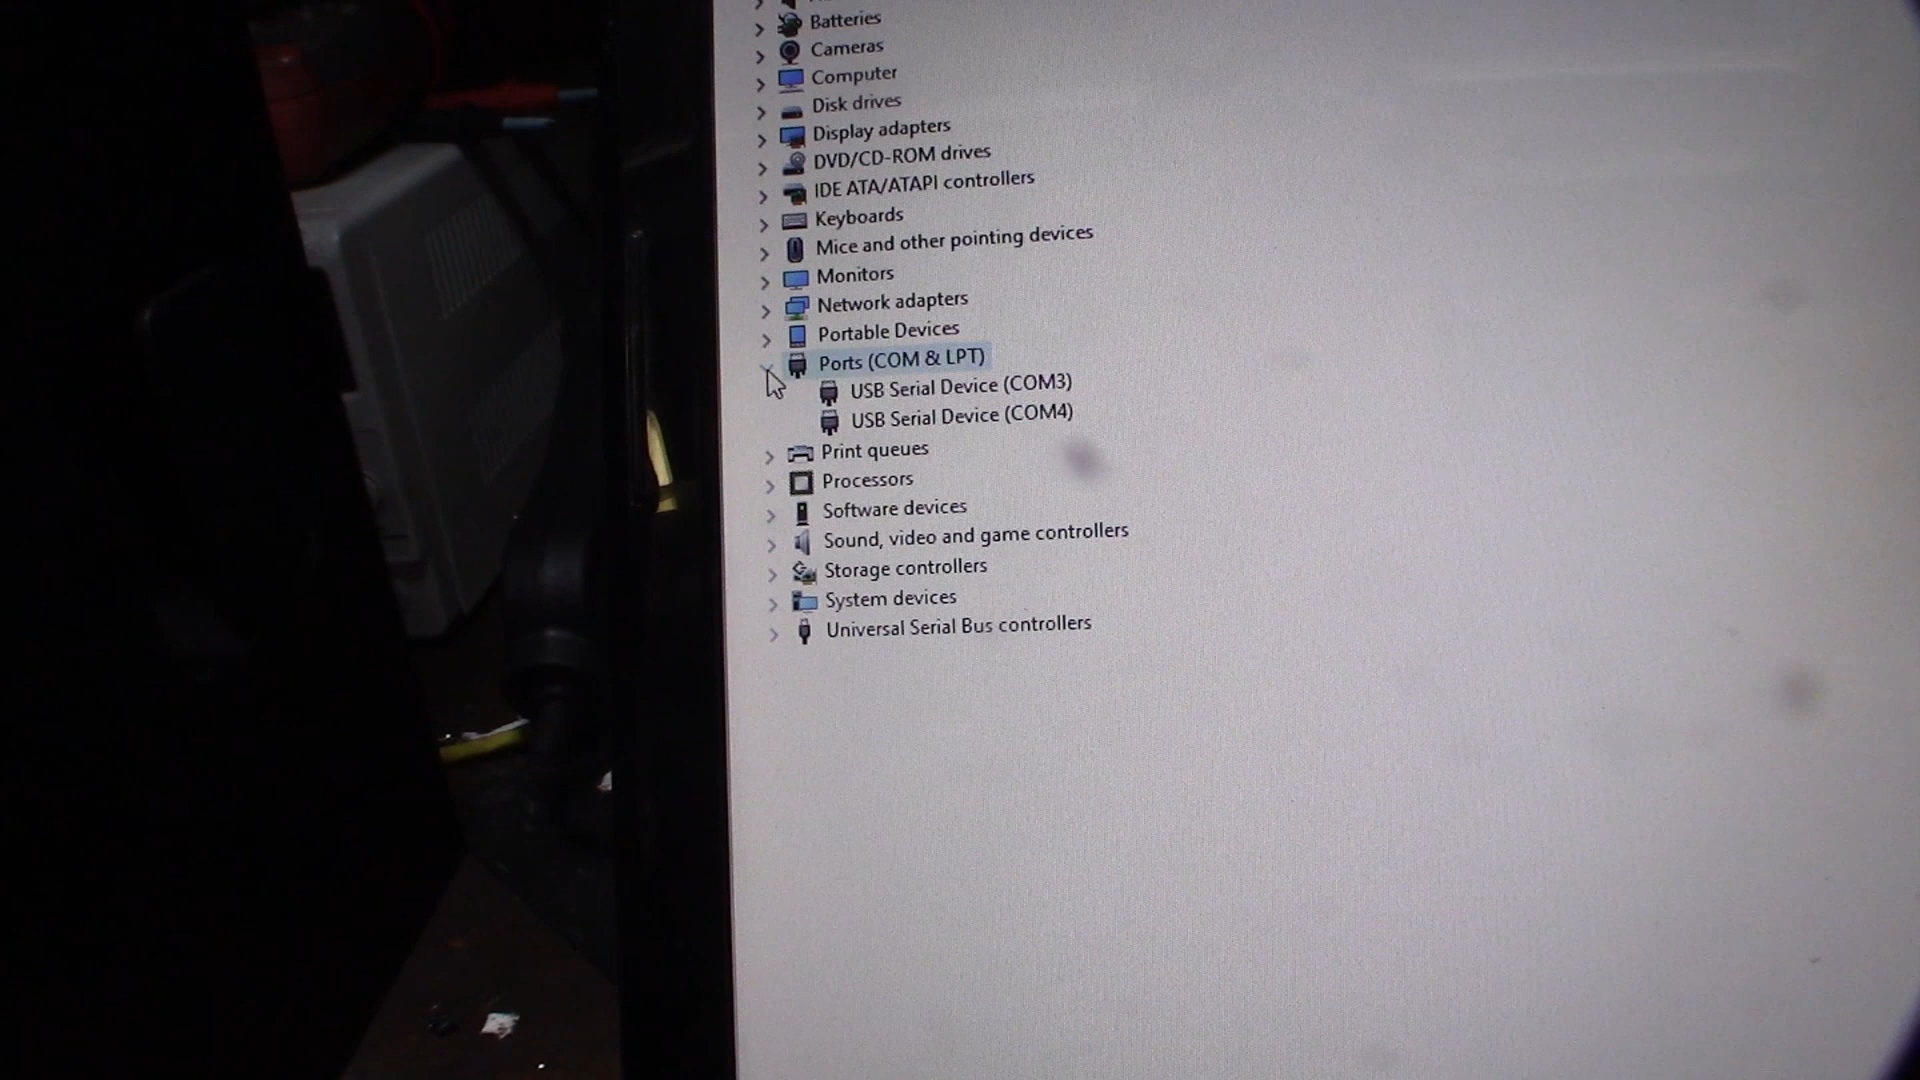 Batteries
Cameras
Computer
Disk drives
Display adapters
DVD/CD-ROM drives
IDE ATA/ATAPI controllers
Keyboards
Mice and other pointing devices
Monitors
Network adapters
Portable Devices
Ports (COM & LPT)
USB Serial Device (COM3)
USB Serial Device (COM4)
Print queues
Processors
Software devices
Sound, video and game controllers
Storage controllers
System devices
Universal Serial Bus controllers